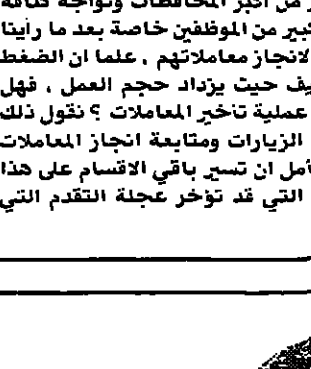 من اكبر المحافظات وتواجه كثافة
كبير من الموظفين خاصة بعد ما راينا
لانجاز معاملاتهم ، علما ان الضغط
يف حيث يزداد حجم العمل ، فهل
عملية تاخير المعاملات ؟ نقول ذلك
الزيارات ومتابعة انجاز المعاملات
أمل ان تسير باقي الاقسام على هذا
التي قد تؤخر عجلة التقدم التي